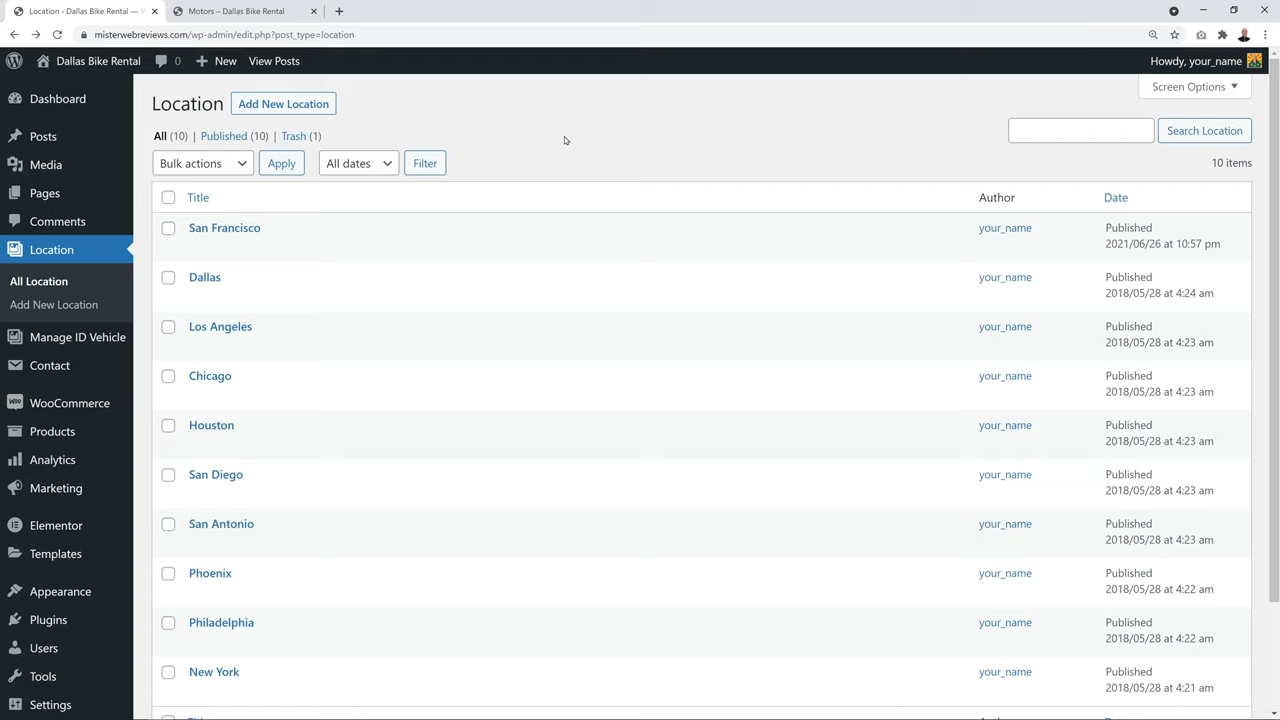 Location ‹ Dallas Bike Rental — W
Motors – Dallas Bike Rental
misterwebreviews.com/wp-admin/edit.php?post_type=location
Dallas Bike Rental
0
New
View Posts
Howdy, your_name
Dashboard
Posts
Media
Pages
Comments
Location
All Location
Add New Location
Manage ID Vehicle
Contact
WooCommerce
Products
Analytics
Marketing
Elementor
Templates
Appearance
Plugins
Users
Tools
Settings
Screen Options
Location
Add New Location
All (10) | Published (10) | Trash (1)
Search Location
Bulk actions
Apply
All dates
Filter
10 items
Title
Author
Date
San Francisco
your_name
Published
2021/06/26 at 10:57 pm
Dallas
your_name
Published
2018/05/28 at 4:24 am
Los Angeles
your_name
Published
2018/05/28 at 4:23 am
Chicago
your_name
Published
2018/05/28 at 4:23 am
Houston
your_name
Published
2018/05/28 at 4:23 am
San Diego
your_name
Published
2018/05/28 at 4:23 am
San Antonio
your_name
Published
2018/05/28 at 4:23 am
Phoenix
your_name
Published
2018/05/28 at 4:22 am
Philadelphia
your_name
Published
2018/05/28 at 4:22 am
New York
your_name
Published
2018/05/28 at 4:21 am